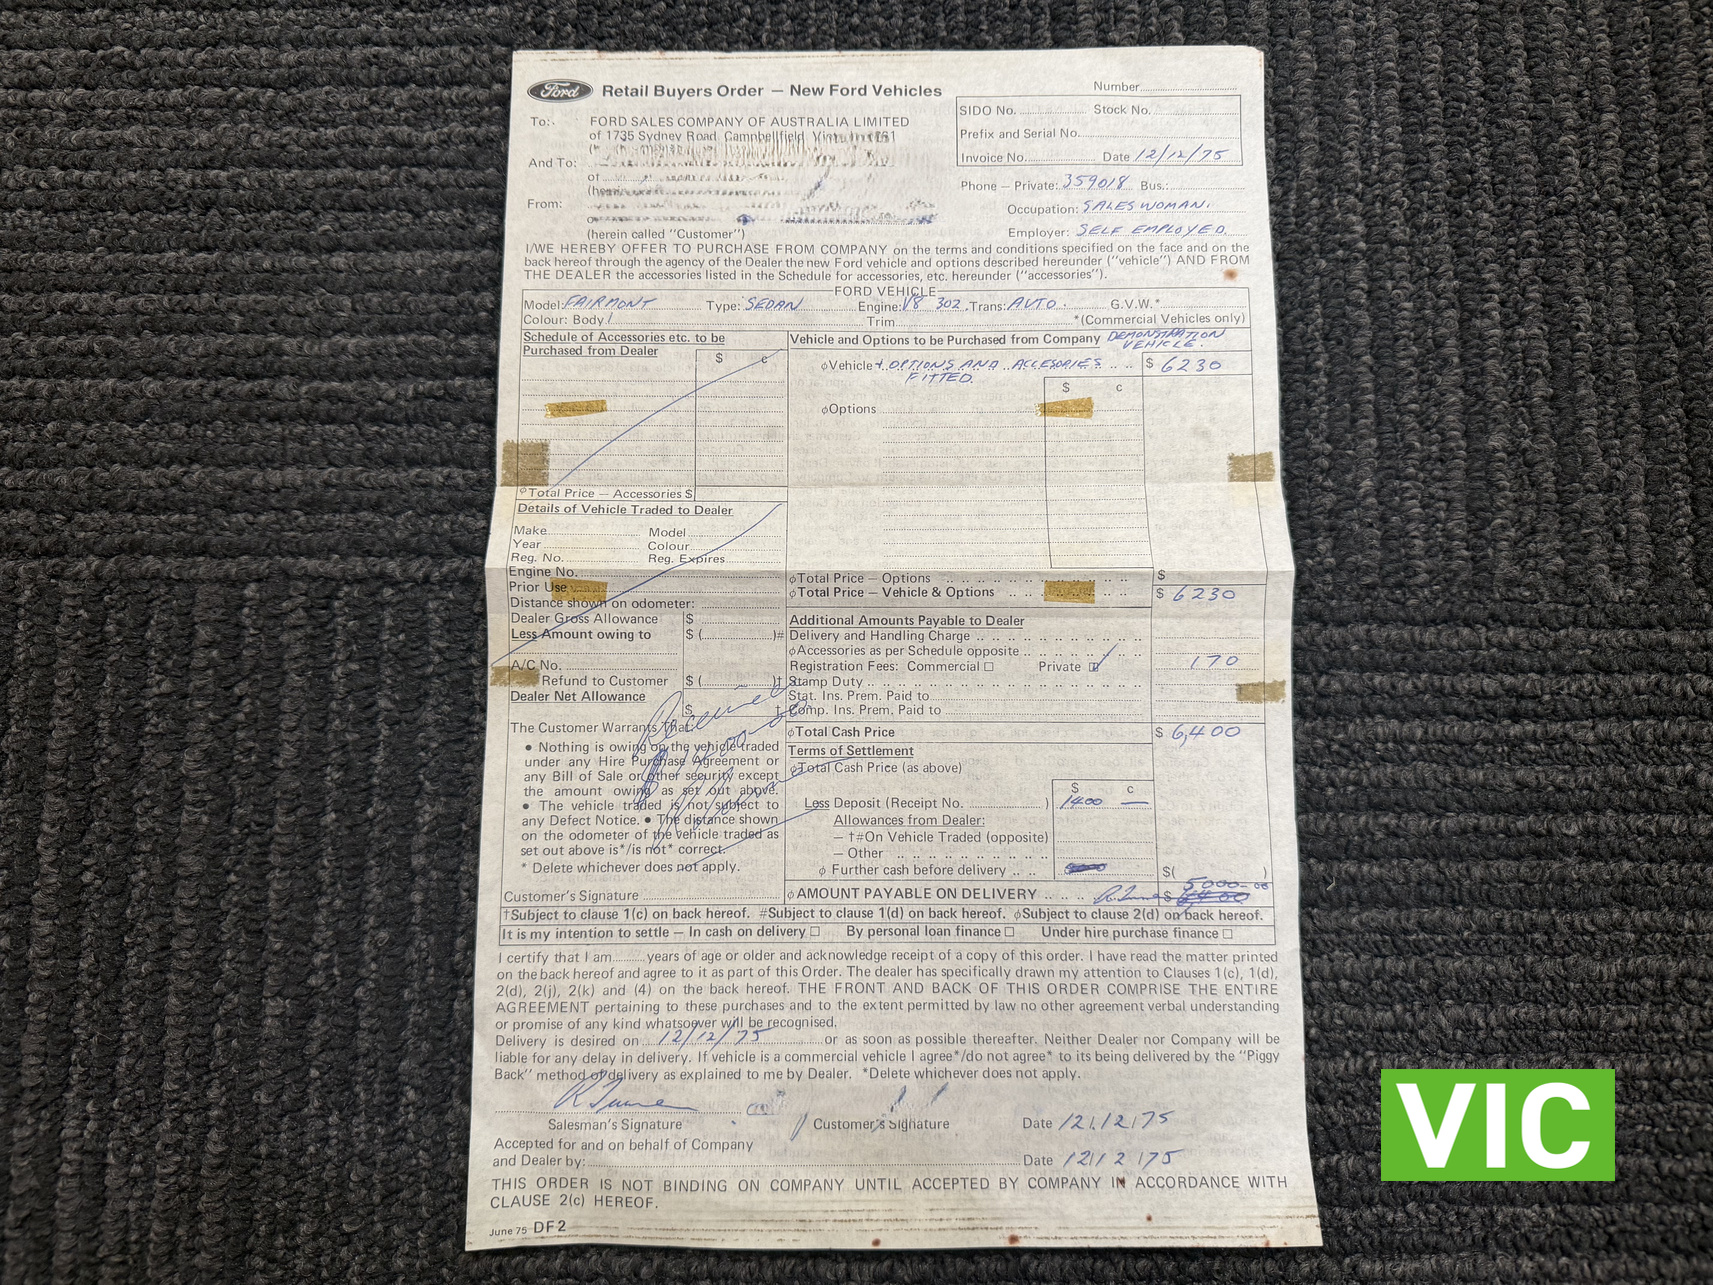 Ford Retail Buyers Order — New Ford Vehicles
Number
SIDO No. Stock No.
Prefix and Serial No.
Invoice No. Date 12/12/75
To: FORD SALES COMPANY OF AUSTRALIA LIMITED
of 1735 Sydney Road Campbellfield
And To:
of
From:
(herein called "Customer")
Phone — Private: 359018 Bus.:
Occupation: SALES WOMAN.
Employer: SELF EMPLOYED.
I/WE HEREBY OFFER TO PURCHASE FROM COMPANY on the terms and conditions specified on the face and on the
back hereof through the agency of the Dealer the new Ford vehicle and options described hereunder ("vehicle") AND FROM
THE DEALER the accessories listed in the Schedule for accessories, etc. hereunder ("accessories").
FORD VEHICLE
Model: FAIRMONT Type: SEDAN Engine: V8 302. Trans: AUTO. G.V.W.*
Colour: Body Trim *(Commercial Vehicles only)
Schedule of Accessories etc. to be
Purchased from Dealer
$ c
φTotal Price — Accessories $
Details of Vehicle Traded to Dealer
Make Model
Year Colour
Reg. No. Reg. Expires
Engine No.
Prior Use
Distance shown on odometer:
Dealer Gross Allowance $
Less Amount owing to $ ( )#
A/C No.
Refund to Customer $ ( )†
Dealer Net Allowance $ †
The Customer Warrants That:
• Nothing is owing on the vehicle traded
under any Hire Purchase Agreement or
any Bill of Sale or other security except
the amount owing as set out above.
• The vehicle traded is not subject to
any Defect Notice. • The distance shown
on the odometer of the vehicle traded as
set out above is*/is not* correct.
* Delete whichever does not apply.
Received
Customer's Signature
Vehicle and Options to be Purchased from Company DEMONSTRATION
VEHICLE.
φVehicle + OPTIONS AND ACCESORIES $ 6230
FITTED.
$ c
φOptions
φTotal Price — Options $
φTotal Price — Vehicle & Options $ 6230
Additional Amounts Payable to Dealer
Delivery and Handling Charge
φAccessories as per Schedule opposite
Registration Fees: Commercial □ Private □ 170
Stamp Duty
Stat. Ins. Prem. Paid to
Comp. Ins. Prem. Paid to
φTotal Cash Price $ 6,400
Terms of Settlement
φTotal Cash Price (as above)
$ c
Less Deposit (Receipt No. ) 1400 —
Allowances from Dealer:
— †#On Vehicle Traded (opposite)
— Other
φ Further cash before delivery $( )
5000-00
φAMOUNT PAYABLE ON DELIVERY $
†Subject to clause 1(c) on back hereof. #Subject to clause 1(d) on back hereof. φSubject to clause 2(d) on back hereof.
It is my intention to settle — In cash on delivery □ By personal loan finance □ Under hire purchase finance □
I certify that I am years of age or older and acknowledge receipt of a copy of this order. I have read the matter printed
on the back hereof and agree to it as part of this Order. The dealer has specifically drawn my attention to Clauses 1(c), 1(d),
2(d), 2(j), 2(k) and (4) on the back hereof. THE FRONT AND BACK OF THIS ORDER COMPRISE THE ENTIRE
AGREEMENT pertaining to these purchases and to the extent permitted by law no other agreement verbal understanding
or promise of any kind whatsoever will be recognised.
Delivery is desired on 12/12/75 or as soon as possible thereafter. Neither Dealer nor Company will be
liable for any delay in delivery. If vehicle is a commercial vehicle I agree*/do not agree* to its being delivered by the "Piggy
Back" method of delivery as explained to me by Dealer. *Delete whichever does not apply.
Salesman's Signature Customer's Signature Date 12/12/75
Accepted for and on behalf of Company
and Dealer by: Date 12/12/75
THIS ORDER IS NOT BINDING ON COMPANY UNTIL ACCEPTED BY COMPANY IN ACCORDANCE WITH
CLAUSE 2(c) HEREOF.
June 75 DF2
VIC